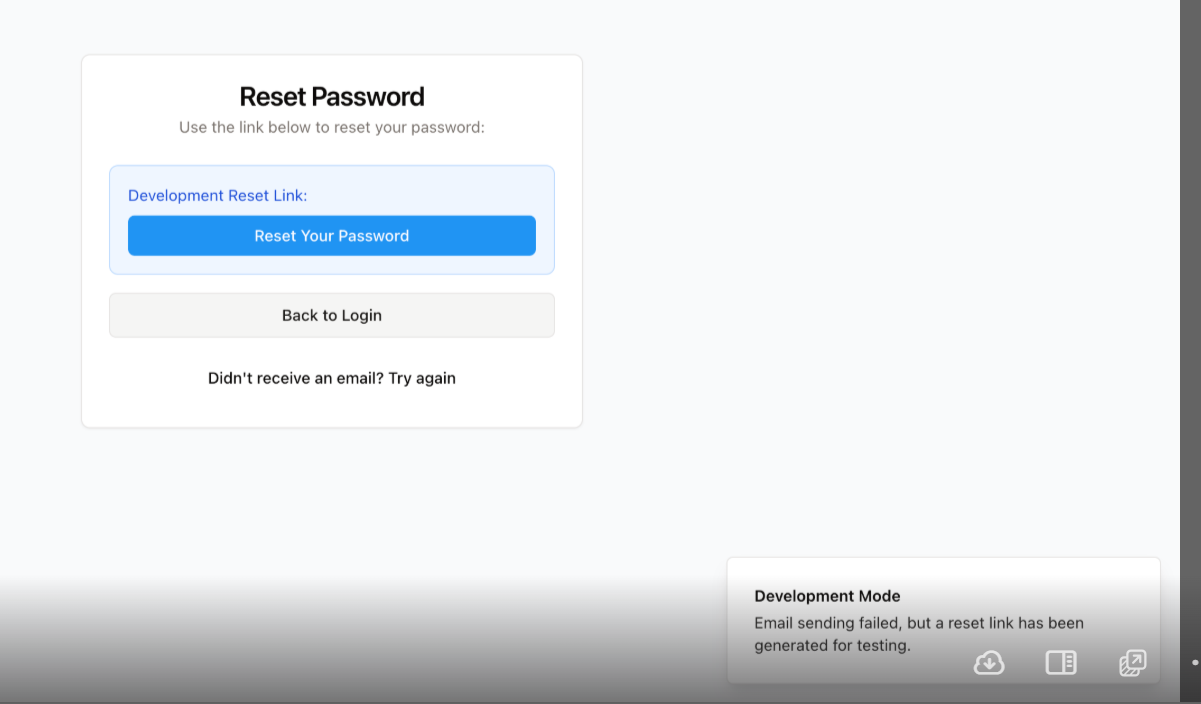 Reset Password
Use the link below to reset your password:
Development Reset Link:
Reset Your Password
Back to Login
Didn't receive an email? Try again
Development Mode
Email sending failed, but a reset link has been
generated for testing.